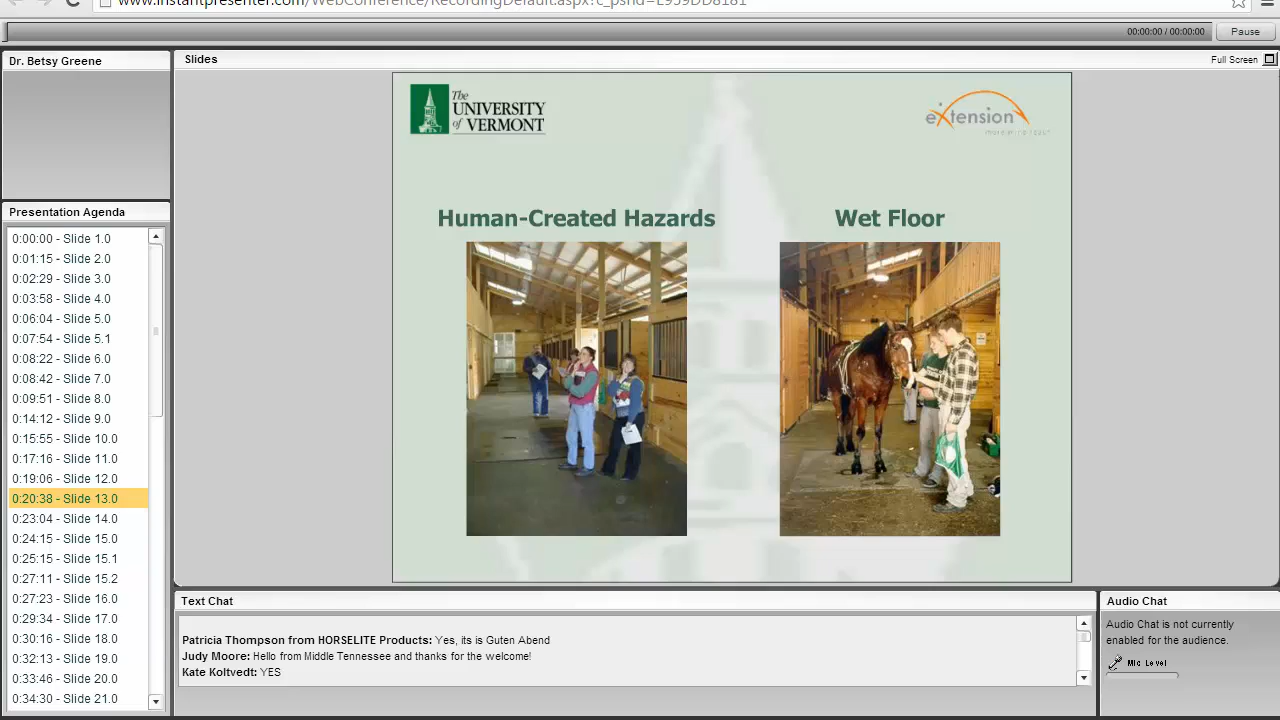 www.instantpresenter.com/WebConference/RecordingDefault.aspx?c_psrid=E959DD8181
00:00:00 / 00:00:00
Pause
Dr. Betsy Greene
Slides
Full Screen
The
UNIVERSITY
of VERMONT
eXtension
Human-Created Hazards
Wet Floor
Presentation Agenda
0:00:00 - Slide 1.0
0:01:15 - Slide 2.0
0:02:29 - Slide 3.0
0:03:58 - Slide 4.0
0:06:04 - Slide 5.0
0:07:54 - Slide 5.1
0:08:22 - Slide 6.0
0:08:42 - Slide 7.0
0:09:51 - Slide 8.0
0:14:12 - Slide 9.0
0:15:55 - Slide 10.0
0:17:16 - Slide 11.0
0:19:06 - Slide 12.0
0:20:38 - Slide 13.0
0:23:04 - Slide 14.0
0:24:15 - Slide 15.0
0:25:15 - Slide 15.1
0:27:11 - Slide 15.2
0:27:23 - Slide 16.0
0:29:34 - Slide 17.0
0:30:16 - Slide 18.0
0:32:13 - Slide 19.0
0:33:46 - Slide 20.0
0:34:30 - Slide 21.0
Text Chat
Patricia Thompson from HORSELITE Products: Yes, its is Guten Abend
Judy Moore: Hello from Middle Tennessee and thanks for the welcome!
Kate Koltvedt: YES
Audio Chat
Audio Chat is not currently
enabled for the audience.
Mic Level